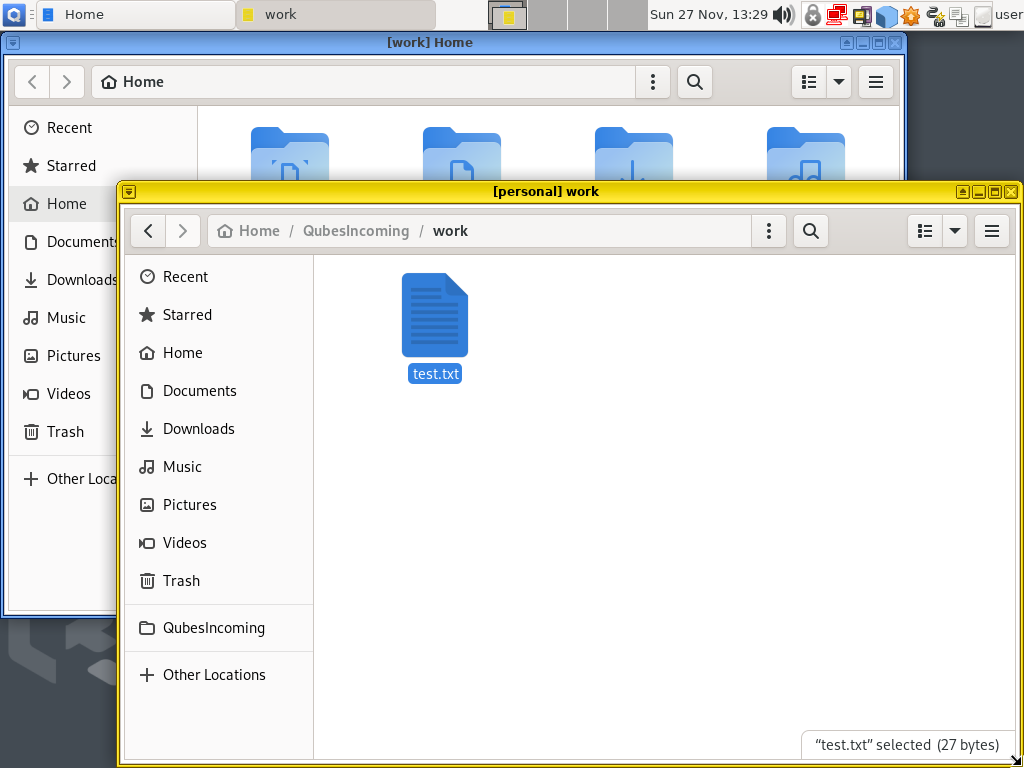 Home
work
Sun 27 Nov, 13:29
user
[work] Home
Home
Recent
Starred
Home
Documents
Downloads
Music
Pictures
Videos
Trash
Other Loca
[personal] work
Home / QubesIncoming / work
Recent
Starred
Home
Documents
Downloads
Music
Pictures
Videos
Trash
QubesIncoming
Other Locations
test.txt
“test.txt” selected (27 bytes)